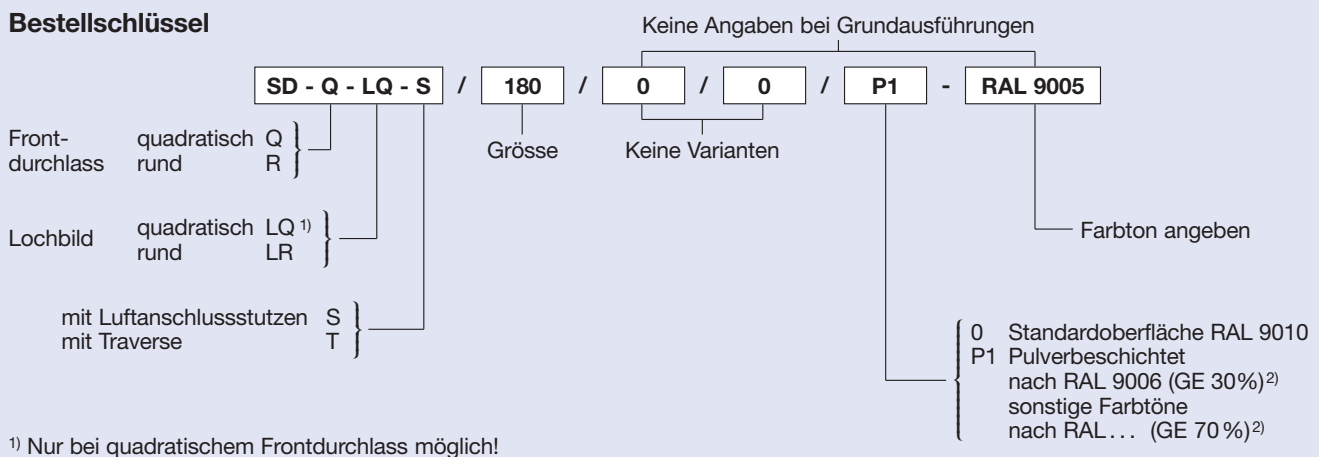 Bestellschlüssel
Keine Angaben bei Grundausführungen
SD - Q - LQ - S / 180 / 0 / 0 / P1 - RAL 9005
Front- quadratisch Q
durchlass rund R
Grösse
Keine Varianten
Lochbild quadratisch LQ 1)
rund LR
Farbton angeben
mit Luftanschlussstutzen S
mit Traverse T
0 Standardoberfläche RAL 9010
P1 Pulverbeschichtet
nach RAL 9006 (GE 30%) 2)
sonstige Farbtöne
nach RAL... (GE 70%) 2)
1) Nur bei quadratischem Frontdurchlass möglich!